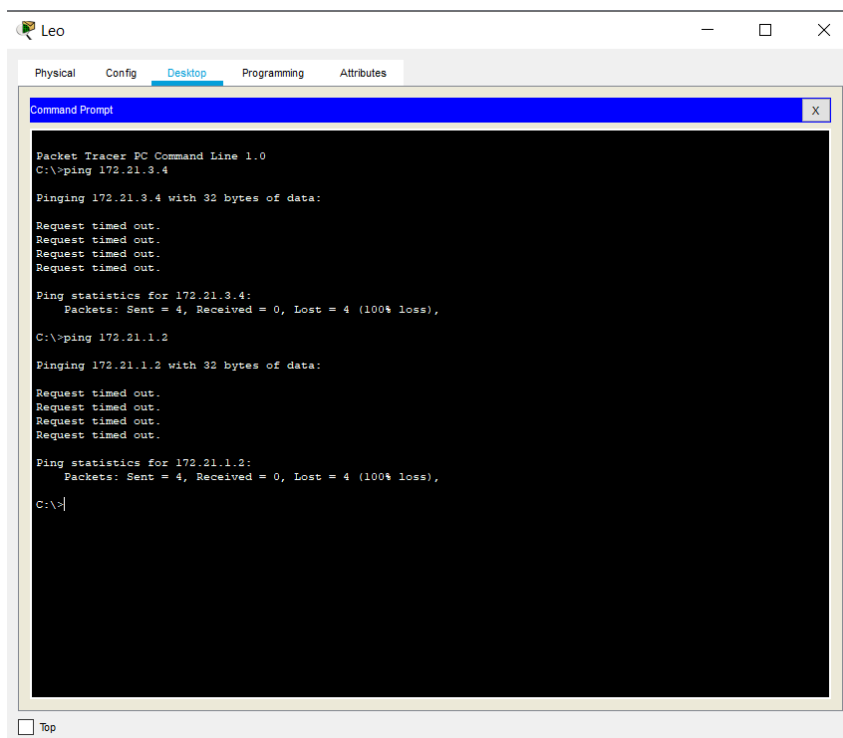 Leo
Physical Config Desktop Programming Attributes
Command Prompt X
Packet Tracer PC Command Line 1.0
C:\>ping 172.21.3.4
Pinging 172.21.3.4 with 32 bytes of data:
Request timed out.
Request timed out.
Request timed out.
Request timed out.
Ping statistics for 172.21.3.4:
Packets: Sent = 4, Received = 0, Lost = 4 (100% loss),
C:\>ping 172.21.1.2
Pinging 172.21.1.2 with 32 bytes of data:
Request timed out.
Request timed out.
Request timed out.
Request timed out.
Ping statistics for 172.21.1.2:
Packets: Sent = 4, Received = 0, Lost = 4 (100% loss),
C:\>
Top